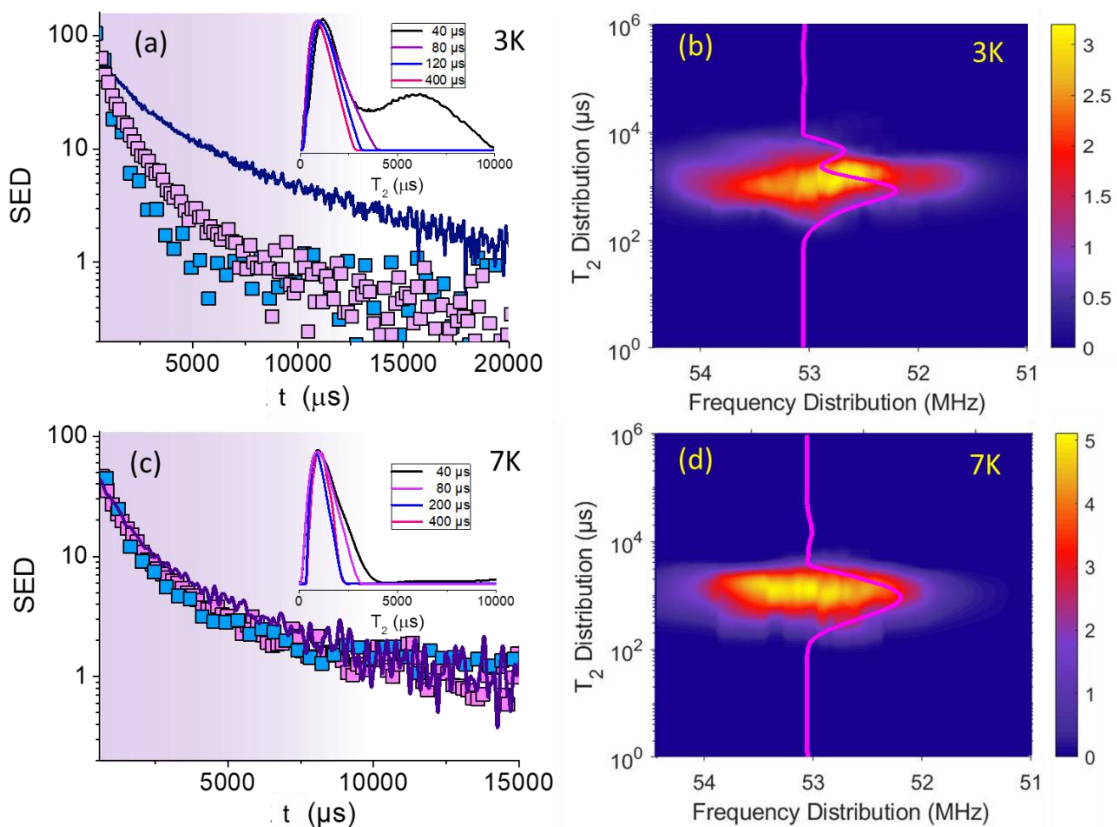 (a)
3K
40 µs
80 µs
120 µs
400 µs
100
10
1
SED
0
5000
10000
T2 (µs)
5000
10000
15000
20000
t (µs)
(b)
3K
10^6
10^4
10^2
10^0
T2 Distribution (µs)
54
53
52
51
Frequency Distribution (MHz)
3
2.5
2
1.5
1
0.5
0
(c)
7K
40 µs
80 µs
200 µs
400 µs
100
10
1
SED
0
5000
10000
T2 (µs)
5000
10000
15000
t (µs)
(d)
7K
10^6
10^4
10^2
10^0
T2 Distribution (µs)
54
53
52
51
Frequency Distribution (MHz)
5
4
3
2
1
0